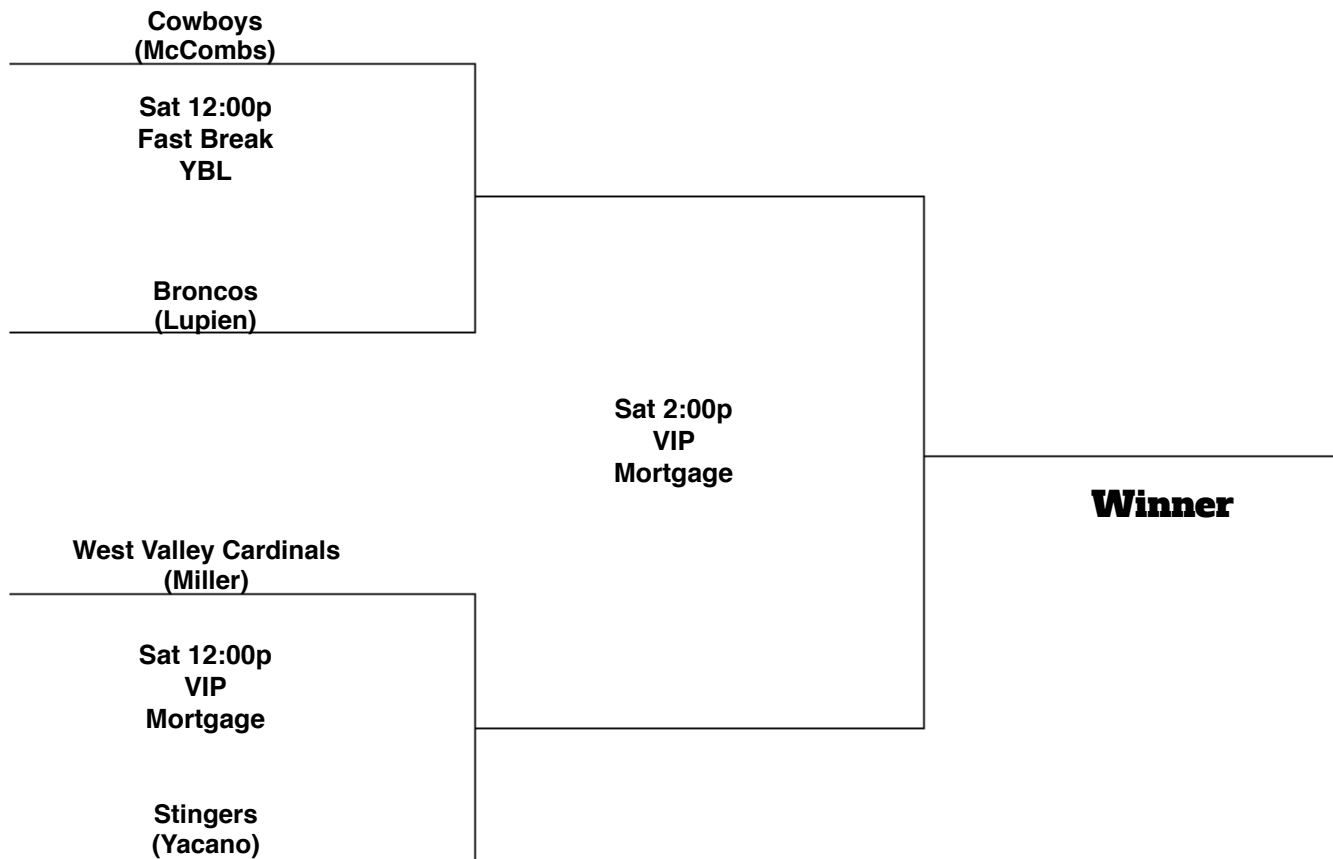 Cowboys
(McCombs)
Sat 12:00p
Fast Break
YBL
Broncos
(Lupien)
Sat 2:00p
VIP
Mortgage
Winner
West Valley Cardinals
(Miller)
Sat 12:00p
VIP
Mortgage
Stingers
(Yacano)